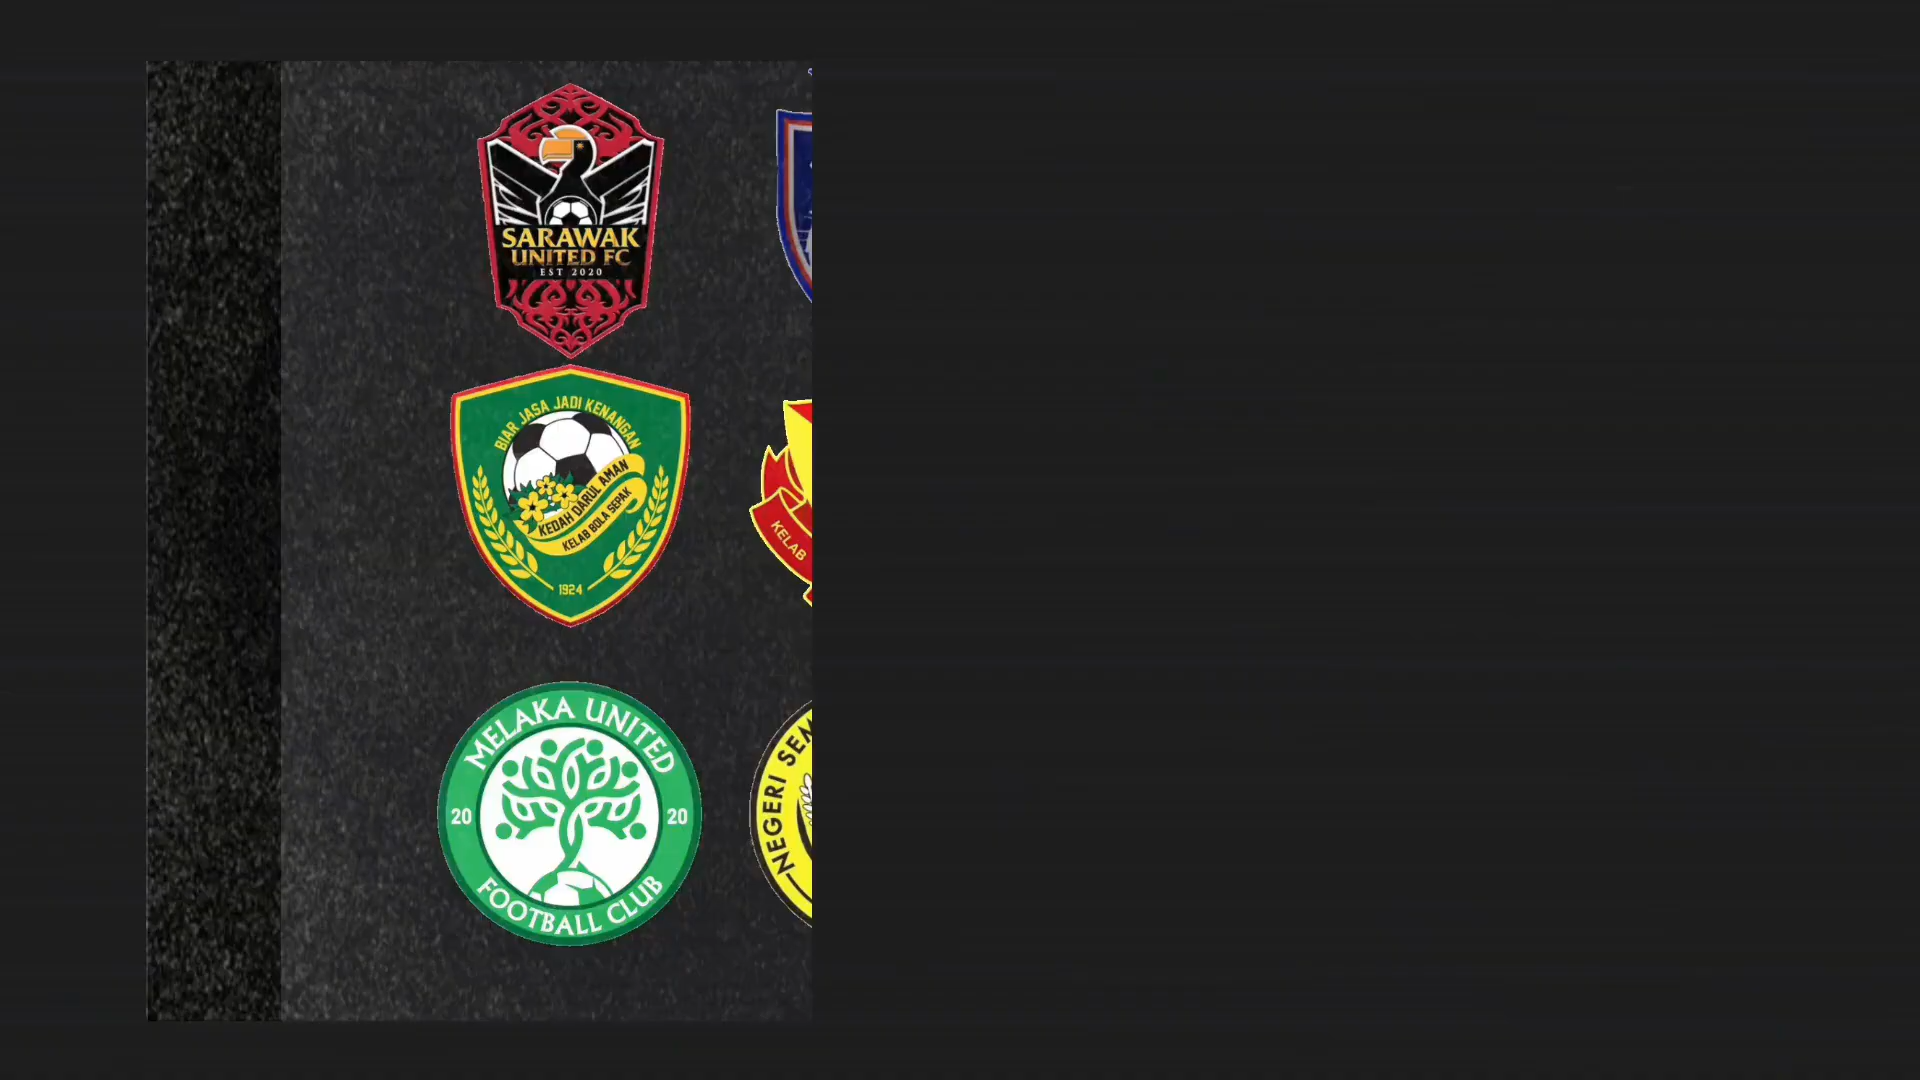 SARAWAK
UNITED FC
EST 2020
BIAR JASA JADI KENANGAN
KEDAH DARUL AMAN
KELAB BOLA SEPAK
1924
KELAB
MELAKA UNITED
20 20
FOOTBALL CLUB
NEGERI